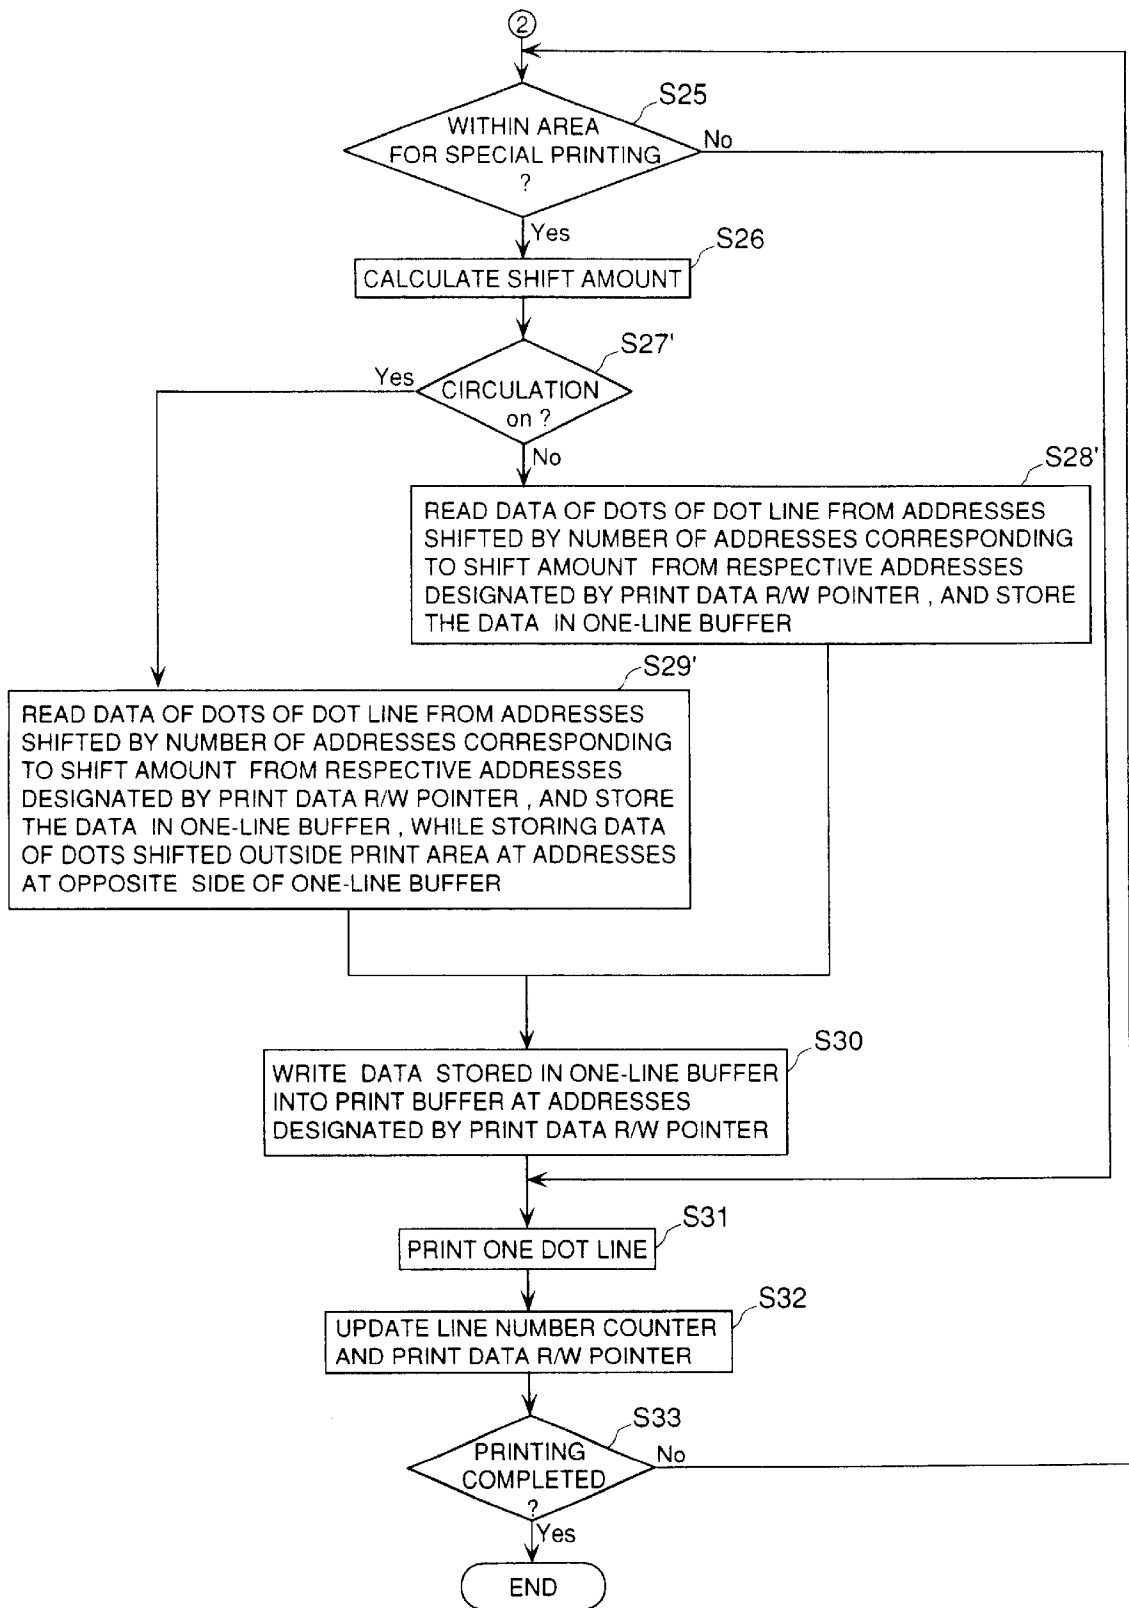 ②
S25
WITHIN AREA
FOR SPECIAL PRINTING
?
No
Yes
S26
CALCULATE SHIFT AMOUNT
S27'
Yes
CIRCULATION
on ?
No
S28'
READ DATA OF DOTS OF DOT LINE FROM ADDRESSES
SHIFTED BY NUMBER OF ADDRESSES CORRESPONDING
TO SHIFT AMOUNT FROM RESPECTIVE ADDRESSES
DESIGNATED BY PRINT DATA R/W POINTER , AND STORE
THE DATA IN ONE-LINE BUFFER
S29'
READ DATA OF DOTS OF DOT LINE FROM ADDRESSES
SHIFTED BY NUMBER OF ADDRESSES CORRESPONDING
TO SHIFT AMOUNT FROM RESPECTIVE ADDRESSES
DESIGNATED BY PRINT DATA R/W POINTER , AND STORE
THE DATA IN ONE-LINE BUFFER , WHILE STORING DATA
OF DOTS SHIFTED OUTSIDE PRINT AREA AT ADDRESSES
AT OPPOSITE SIDE OF ONE-LINE BUFFER
S30
WRITE DATA STORED IN ONE-LINE BUFFER
INTO PRINT BUFFER AT ADDRESSES
DESIGNATED BY PRINT DATA R/W POINTER
S31
PRINT ONE DOT LINE
S32
UPDATE LINE NUMBER COUNTER
AND PRINT DATA R/W POINTER
S33
PRINTING
COMPLETED
?
No
Yes
END